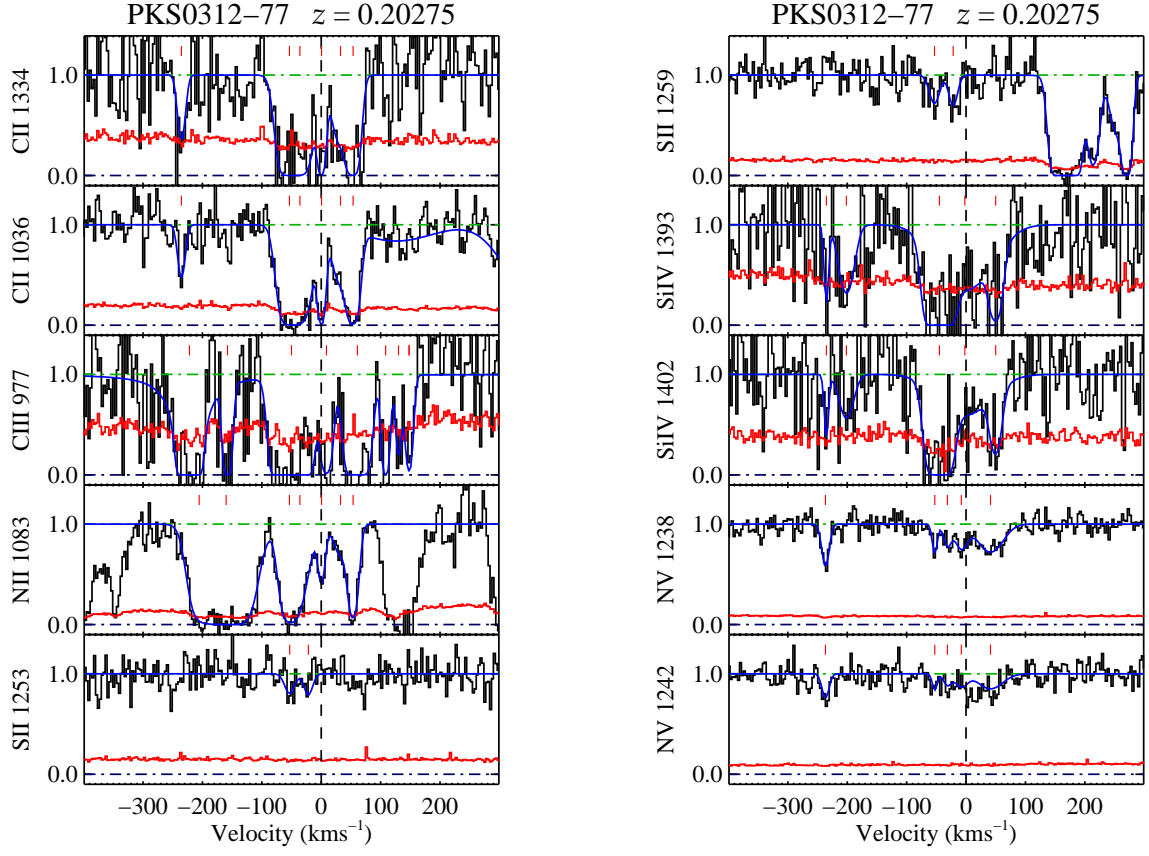 PKS0312−77 z = 0.20275
CII 1334
1.0
0.0
CII 1036
1.0
0.0
CIII 977
1.0
0.0
NII 1083
1.0
0.0
SII 1253
1.0
0.0
−300 −200 −100 0 100 200
Velocity (kms⁻¹)
PKS0312−77 z = 0.20275
SII 1259
1.0
0.0
SiIV 1393
1.0
0.0
SiIV 1402
1.0
0.0
NV 1238
1.0
0.0
NV 1242
1.0
0.0
−300 −200 −100 0 100 200
Velocity (kms⁻¹)